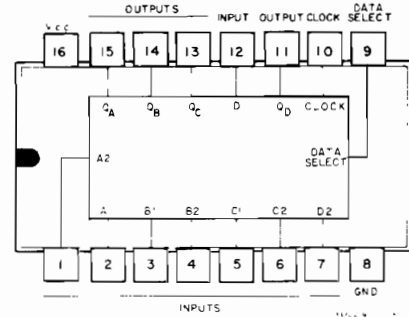 OUTPUTS INPUT OUTPUT CLOCK DATA SELECT
Vcc
16 15 14 13 12 11 10 9
QA QB QC D QD CLOCK
A2 DATA SELECT
A B1 B2 C1 C2 D2
1 2 3 4 5 6 7 8
GND
INPUTS